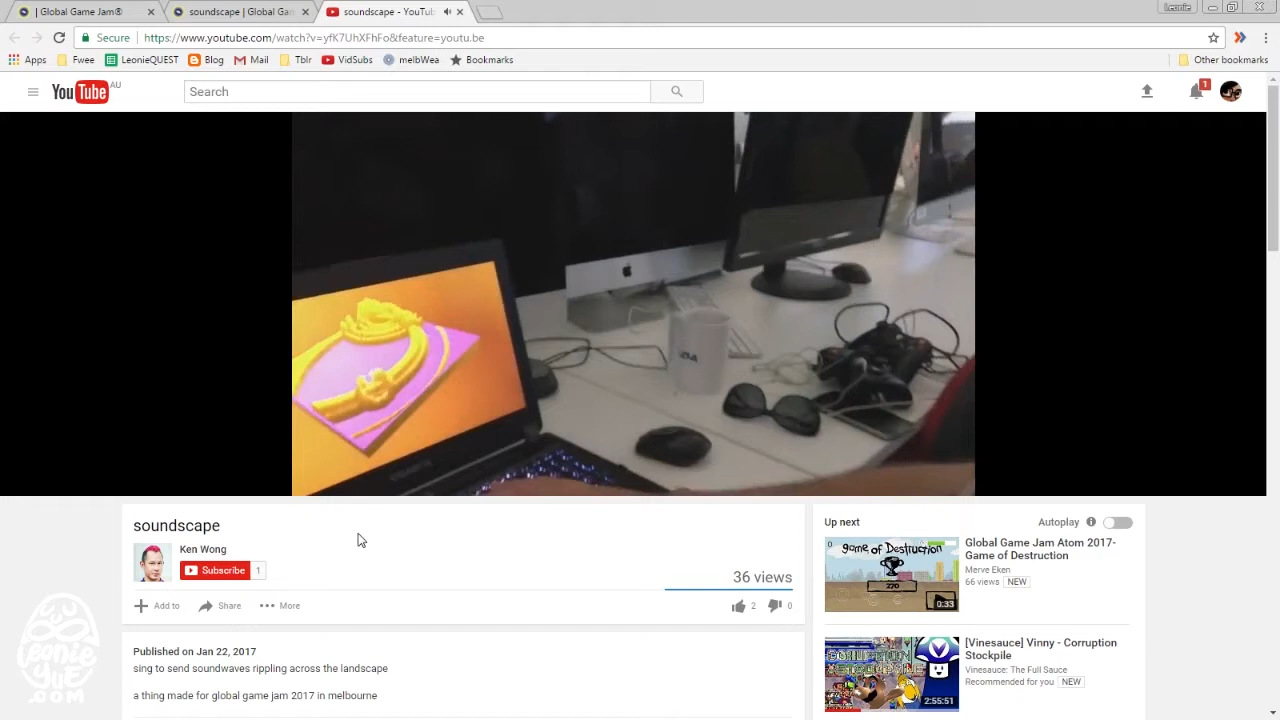 | Global Game Jam®
soundscape | Global Gam
soundscape - YouTub
Leonie
Secure
https://www.youtube.com/watch?v=yfK7UhXFhFo&feature=youtu.be
Apps
Fwee
LeonieQUEST
Blog
Mail
Tblr
VidSubs
melbWea
Bookmarks
Other bookmarks
YouTube AU
Search
1
soundscape
Ken Wong
Subscribe 1
36 views
Add to
Share
More
2
0
Published on Jan 22, 2017
sing to send soundwaves rippling across the landscape
a thing made for global game jam 2017 in melbourne
Up next
Autoplay
game of Destruction
270
0:33
Global Game Jam Atom 2017-
Game of Destruction
Merve Eken
66 views NEW
2:55:51
[Vinesauce] Vinny - Corruption
Stockpile
Vinesauce: The Full Sauce
Recommended for you NEW
Leonie
yue
.com